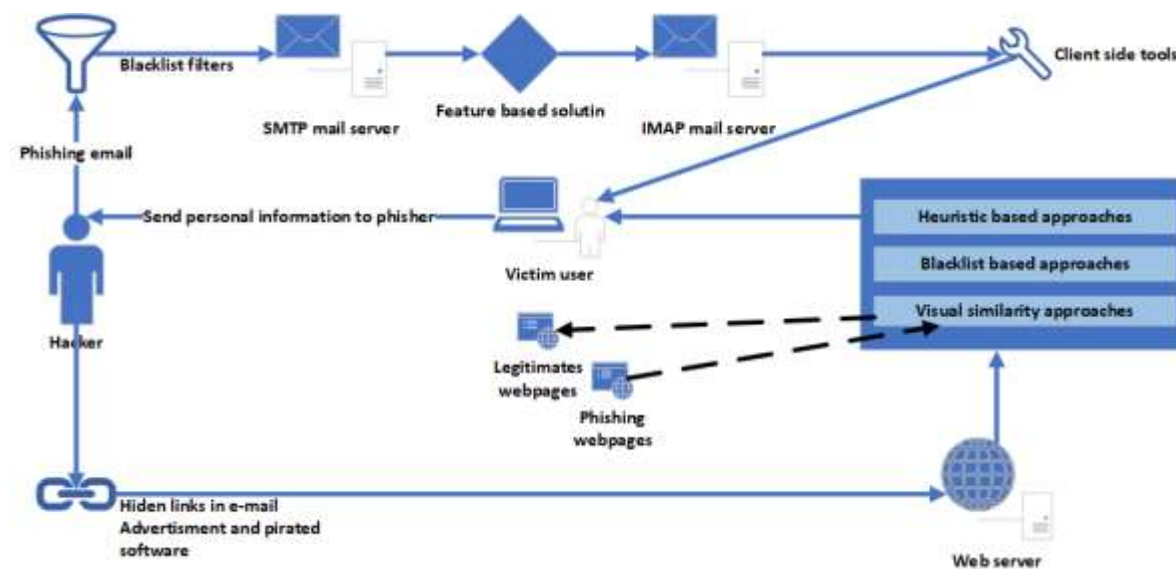 Blacklist filters
Client side tools
SMTP mail server
Feature based solutin
IMAP mail server
Phishing email
Send personal information to phisher
Heuristic based approaches
Victim user
Blacklist based approaches
Visual similarity approaches
Hacker
Legitimates
webpages
Phishing
webpages
Hiden links in e-mail
Advertisment and pirated
software
Web server